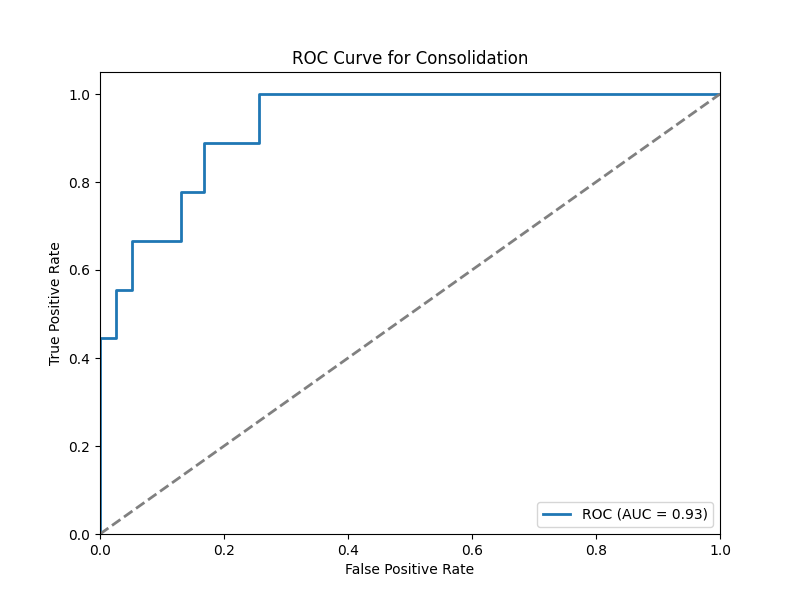 ROC Curve for Consolidation
True Positive Rate
1.0
0.8
0.6
0.4
0.2
0.0
0.0 0.2 0.4 0.6 0.8 1.0
False Positive Rate
ROC (AUC = 0.93)